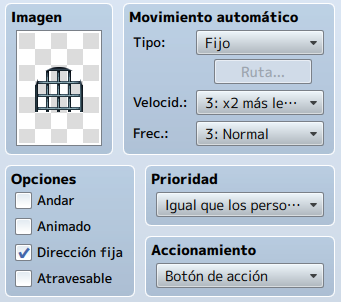 Imagen
Movimiento automático
Tipo:
Fijo
Ruta...
Velocid.:
3: x2 más le···
Frec.:
3: Normal
Opciones
Andar
Animado
Dirección fija
Atravesable
Prioridad
Igual que los perso···
Accionamiento
Botón de acción